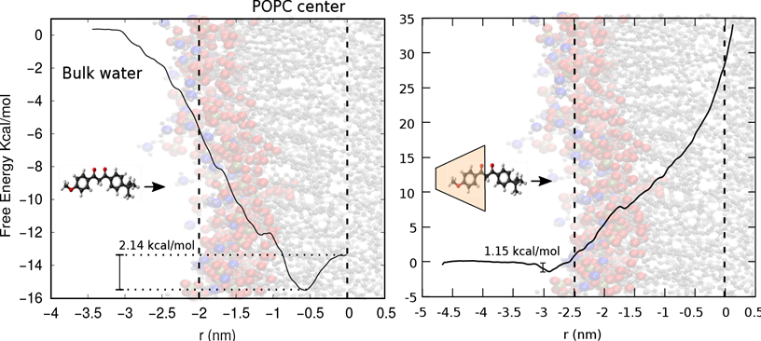 POPC center
Free Energy Kcal/mol
0
−2
−4
−6
−8
−10
−12
−14
−16
Bulk water
2.14 kcal/mol
−4 −3.5 −3 −2.5 −2 −1.5 −1 −0.5 0 0.5
r (nm)
35
30
25
20
15
10
5
0
-5
1.15 kcal/mol
-5 -4.5 -4 -3.5 -3 -2.5 -2 -1.5 -1 -0.5 0 0.5
r (nm)